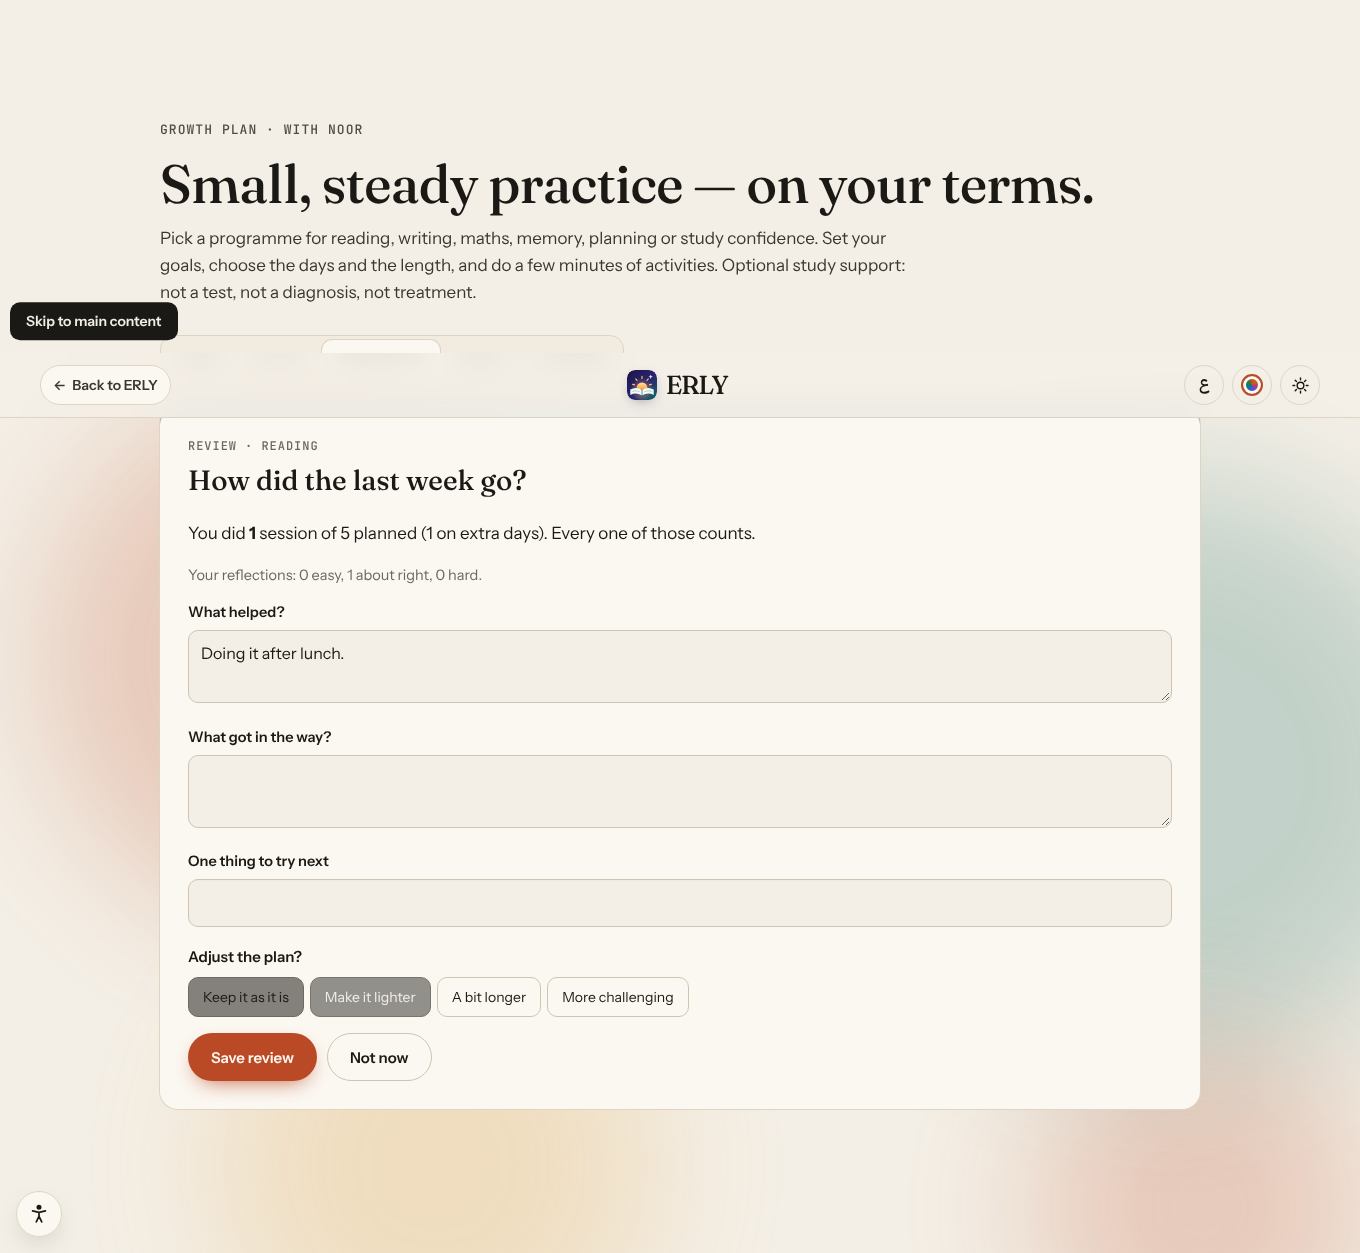 GROWTH PLAN · WITH NOOR
Small, steady practice — on your terms.
Pick a programme for reading, writing, maths, memory, planning or study confidence. Set your
goals, choose the days and the length, and do a few minutes of activities. Optional study support:
not a test, not a diagnosis, not treatment.
Skip to main content
← Back to ERLY
ERLY
ع
REVIEW · READING
How did the last week go?
You did 1 session of 5 planned (1 on extra days). Every one of those counts.
Your reflections: 0 easy, 1 about right, 0 hard.
What helped?
Doing it after lunch.
What got in the way?
One thing to try next
Adjust the plan?
Keep it as it is
Make it lighter
A bit longer
More challenging
Save review
Not now